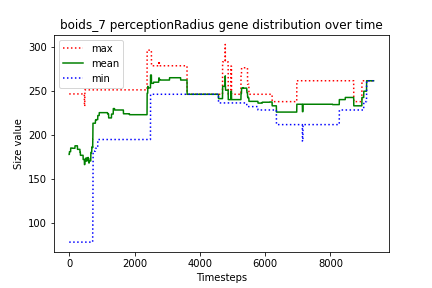 boids_7 perceptionRadius gene distribution over time
300
250
200
150
100
Size value
max
mean
min
0
2000
4000
6000
8000
Timesteps